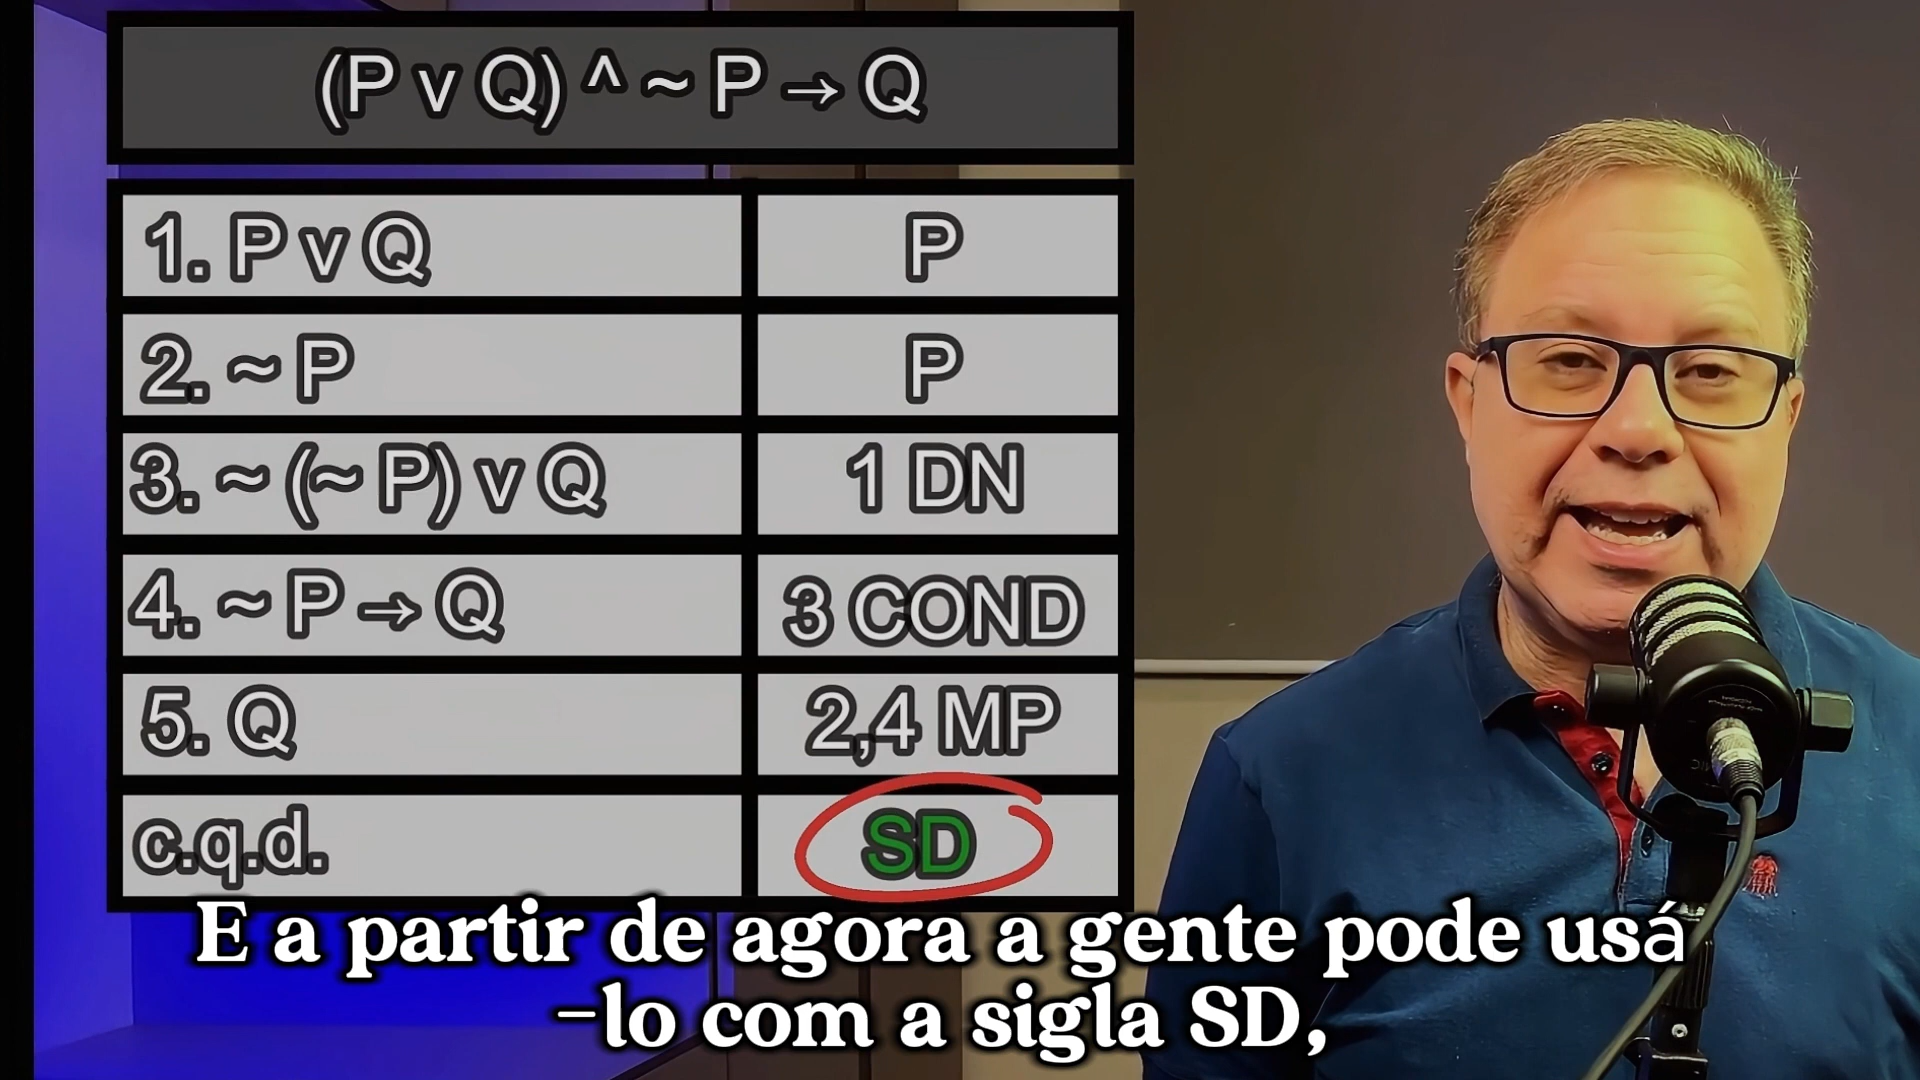 (P v Q) ^ ~ P → Q
1. P v Q P
2. ~ P P
3. ~ (~ P) v Q 1 DN
4. ~ P → Q 3 COND
5. Q 2,4 MP
c.q.d. SD
E a partir de agora a gente pode usá
-lo com a sigla SD,